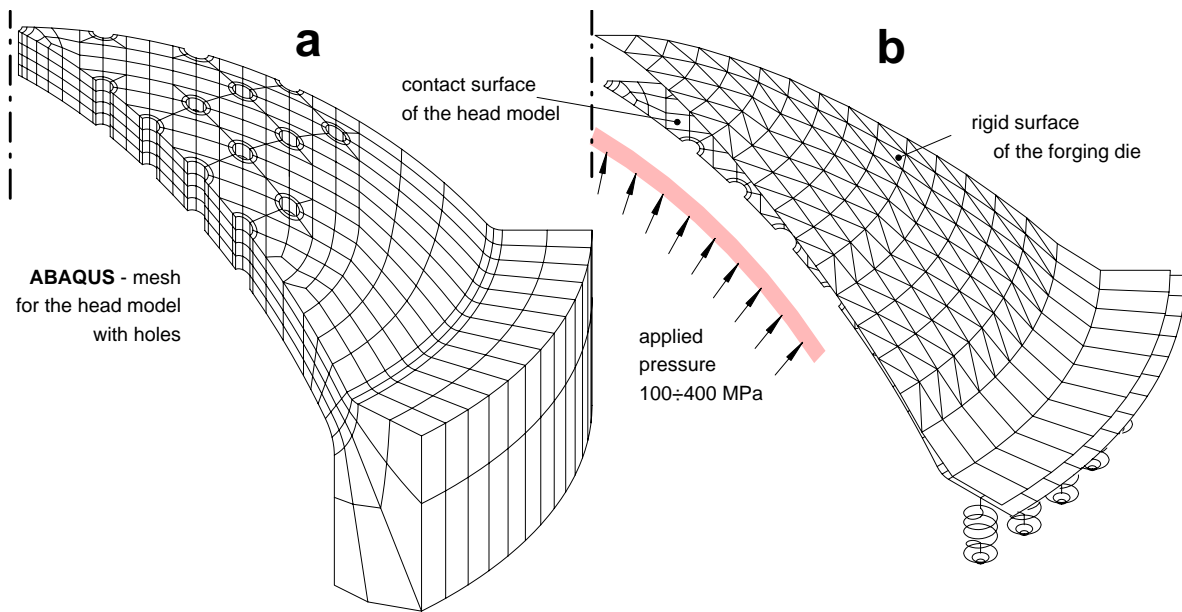 a
ABAQUS - mesh
for the head model
with holes
b
contact surface
of the head model
rigid surface
of the forging die
applied
pressure
100÷400 MPa